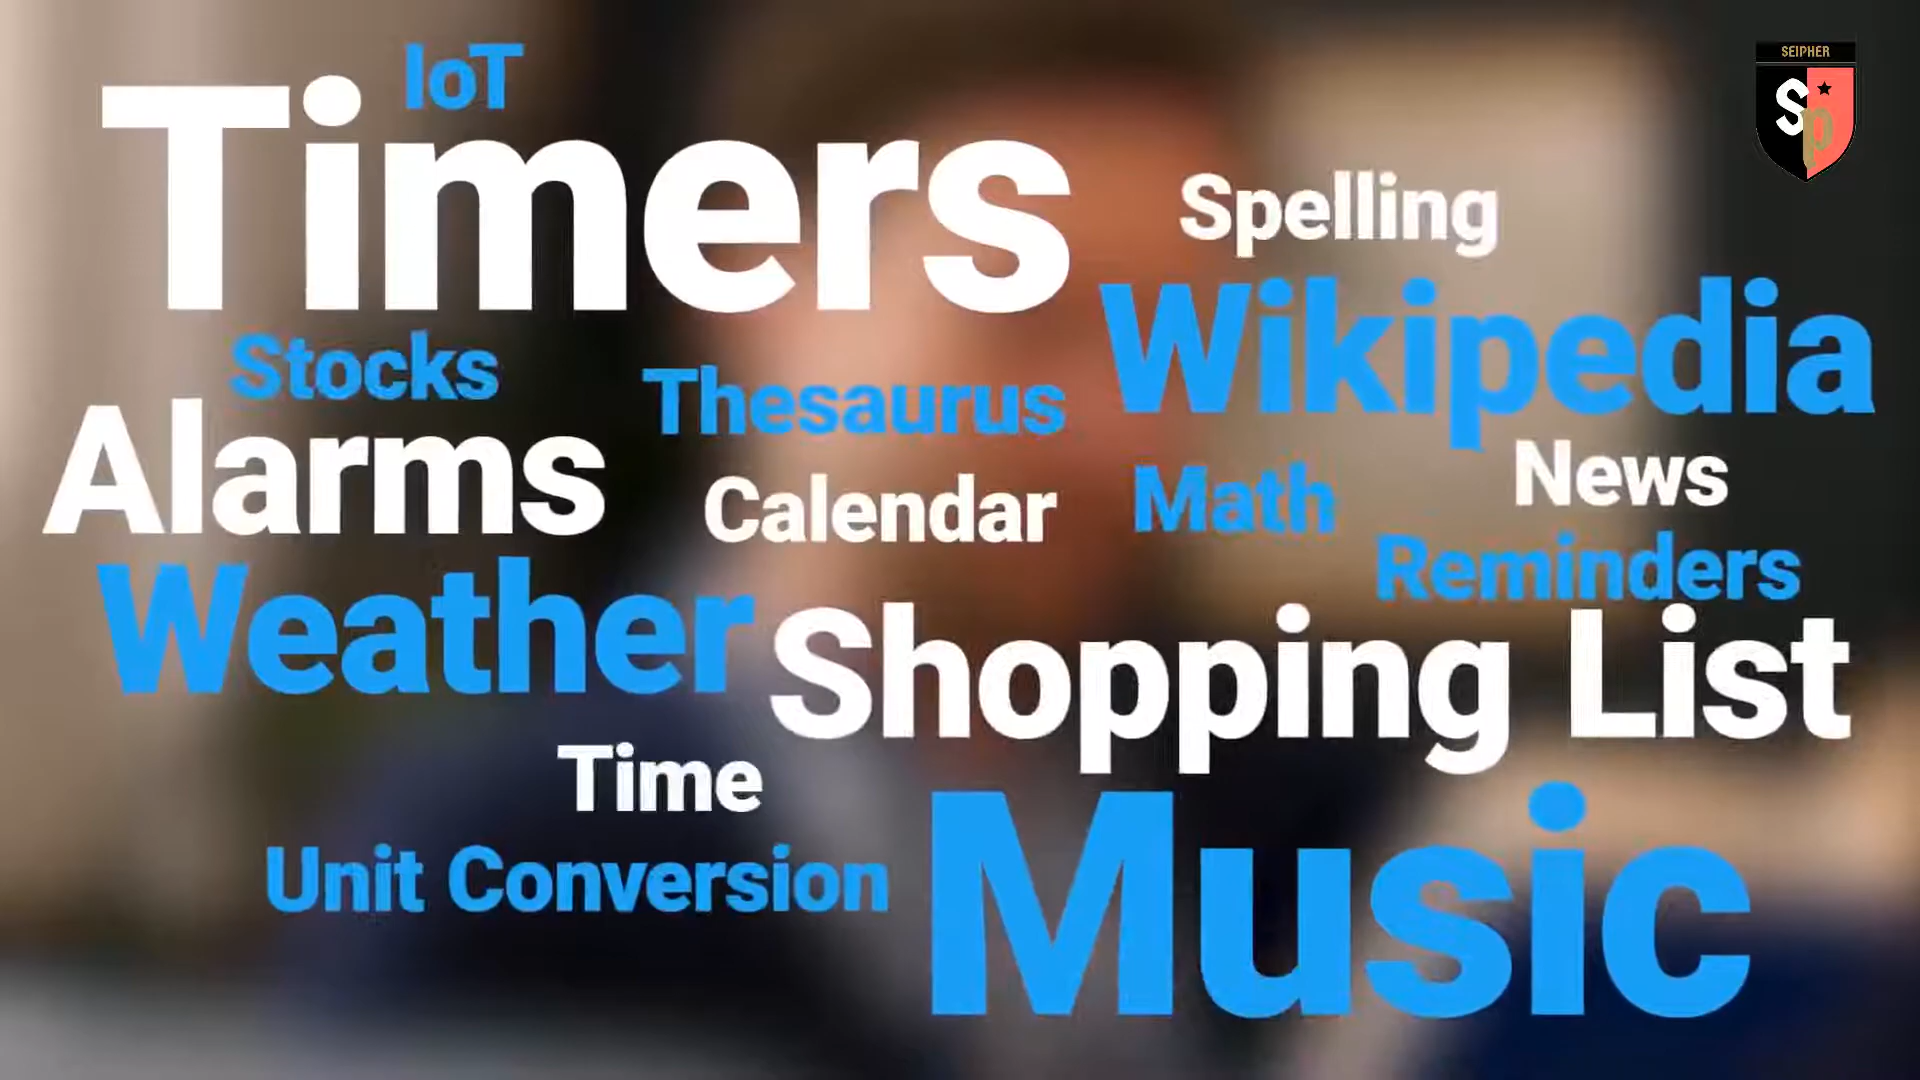 IoT
Timers
SEIPHER
Sp
Spelling
Wikipedia
Stocks
Thesaurus
Alarms
Calendar
Math
News
Reminders
Weather
Shopping List
Time
Unit Conversion
Music